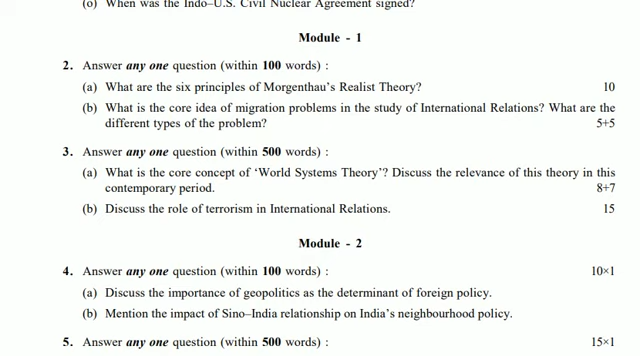 (o) When was the Indo–U.S. Civil Nuclear Agreement signed?
Module - 1
2. Answer any one question (within 100 words) :
(a) What are the six principles of Morgenthau's Realist Theory? 10
(b) What is the core idea of migration problems in the study of International Relations? What are the
different types of the problem? 5+5
3. Answer any one question (within 500 words) :
(a) What is the core concept of ‘World Systems Theory’? Discuss the relevance of this theory in this
contemporary period. 8+7
(b) Discuss the role of terrorism in International Relations. 15
Module - 2
4. Answer any one question (within 100 words) : 10×1
(a) Discuss the importance of geopolitics as the determinant of foreign policy.
(b) Mention the impact of Sino–India relationship on India's neighbourhood policy.
5. Answer any one question (within 500 words) : 15×1